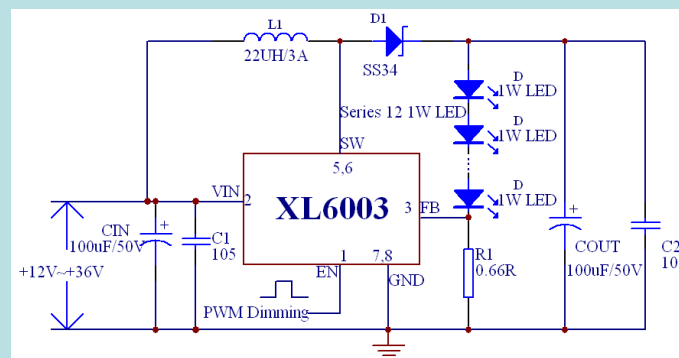 L1
22UH/3A
D1
SS34
D
1W LED
Series 12 1W LED
D
1W LED
D
1W LED
SW
5,6
VIN
2
XL6003
3
FB
CIN
100uF/50V
C1
105
+12V~+36V
1
EN
7,8
GND
PWM Dimming
R1
0.66R
COUT
100uF/50V
C2